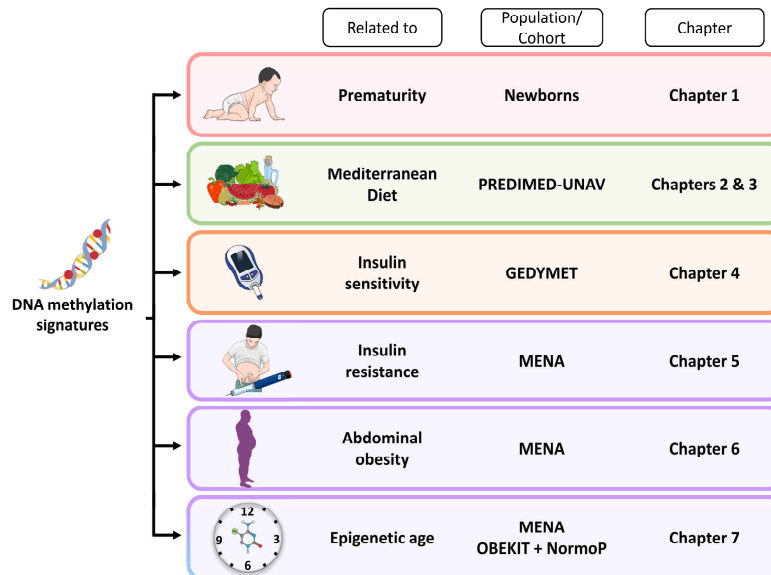 Related to
Population/
Cohort
Chapter
Prematurity
Newborns
Chapter 1
Mediterranean
Diet
PREDIMED-UNAV
Chapters 2 & 3
DNA methylation
signatures
Insulin
sensitivity
GEDYMET
Chapter 4
Insulin
resistance
MENA
Chapter 5
Abdominal
obesity
MENA
Chapter 6
12
9
3
6
Epigenetic age
MENA
OBEKIT + NormoP
Chapter 7